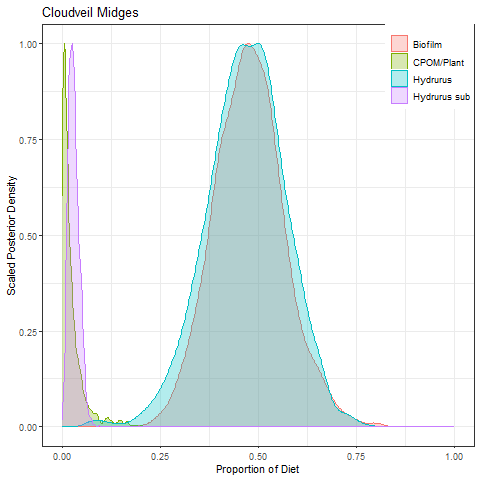 Cloudveil Midges
Biofilm
CPOM/Plant
Hydrurus
Hydrurus sub
Scaled Posterior Density
1.00
0.75
0.50
0.25
0.00
0.00 0.25 0.50 0.75 1.00
Proportion of Diet